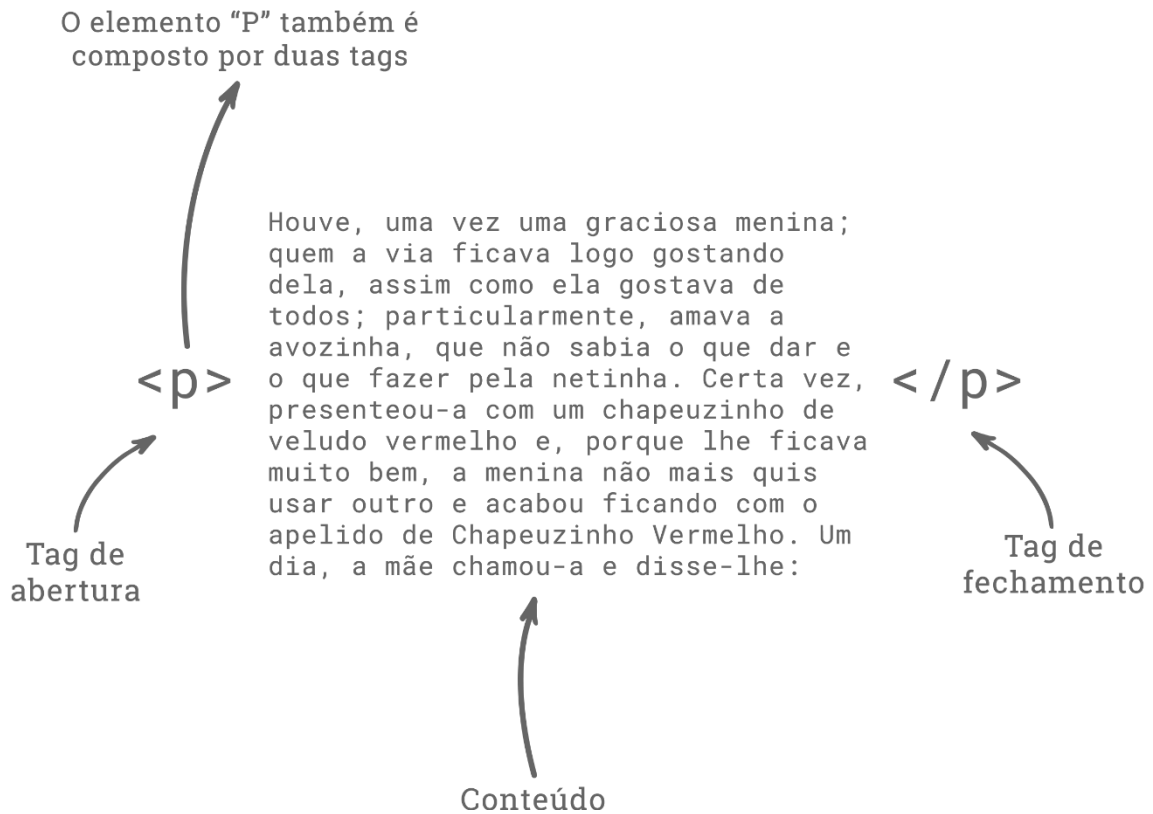 O elemento “P” também é
composto por duas tags
Houve, uma vez uma graciosa menina;
quem a via ficava logo gostando
dela, assim como ela gostava de
todos; particularmente, amava a
avozinha, que não sabia o que dar e
o que fazer pela netinha. Certa vez,
presenteou-a com um chapeuzinho de
veludo vermelho e, porque lhe ficava
muito bem, a menina não mais quis
usar outro e acabou ficando com o
apelido de Chapeuzinho Vermelho. Um
dia, a mãe chamou-a e disse-lhe:
<p>
</p>
Tag de
abertura
Tag de
fechamento
Conteúdo